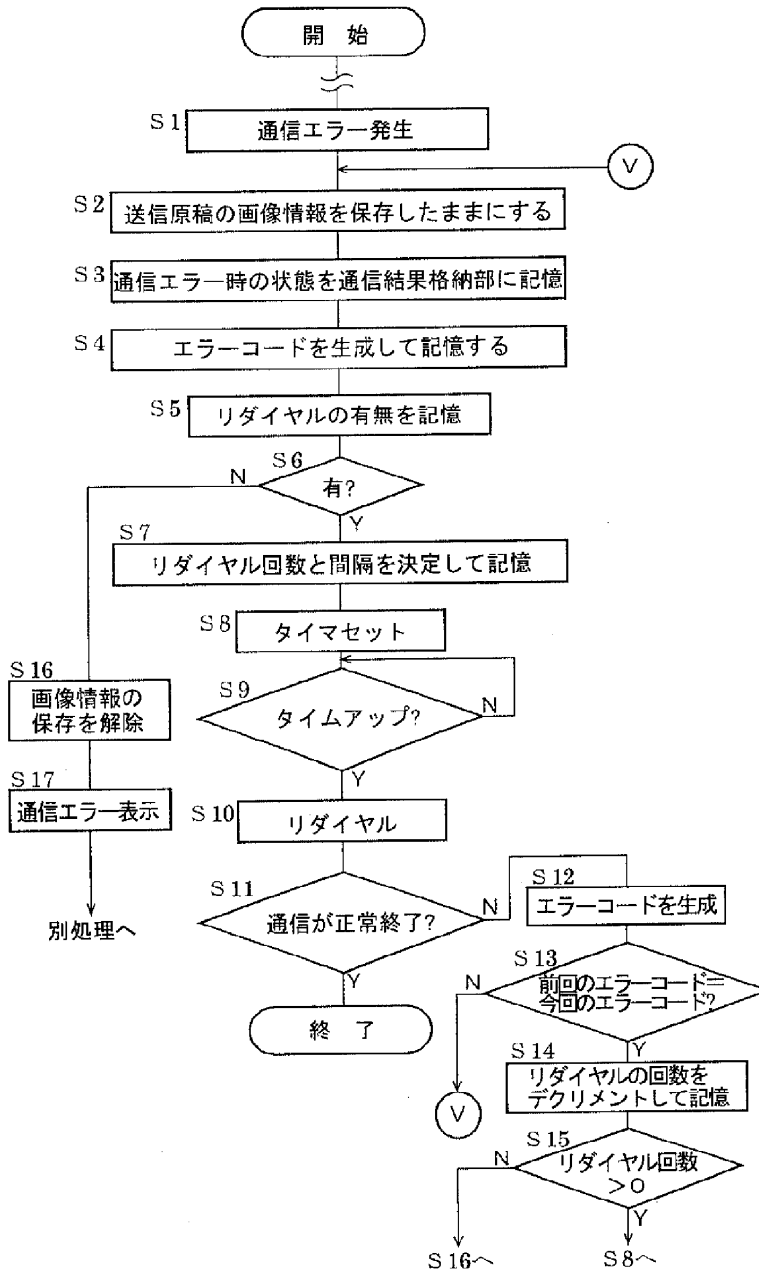 開 始
S1
通信エラー発生
V
S2
送信原稿の画像情報を保存したままにする
S3
通信エラー時の状態を通信結果格納部に記憶
S4
エラーコードを生成して記憶する
S5
リダイヤルの有無を記憶
S6
N
有?
Y
S7
リダイヤル回数と間隔を決定して記憶
S8
タイマセット
S16
画像情報の
保存を解除
S9
タイムアップ?
N
Y
S17
通信エラー表示
S10
リダイヤル
別処理へ
S11
通信が正常終了?
N
Y
S12
エラーコードを生成
終 了
S13
前回のエラーコード=
今回のエラーコード?
N
Y
V
S14
リダイヤルの回数を
デクリメントして記憶
S15
リダイヤル回数
>0
N
Y
S16へ
S8へ